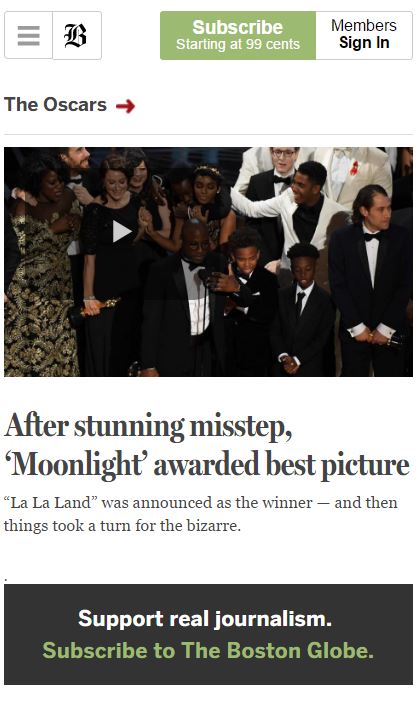 B
Subscribe
Starting at 99 cents
Members
Sign In
The Oscars
After stunning misstep,
‘Moonlight’ awarded best picture
“La La Land” was announced as the winner — and then
things took a turn for the bizarre.
.
Support real journalism.
Subscribe to The Boston Globe.